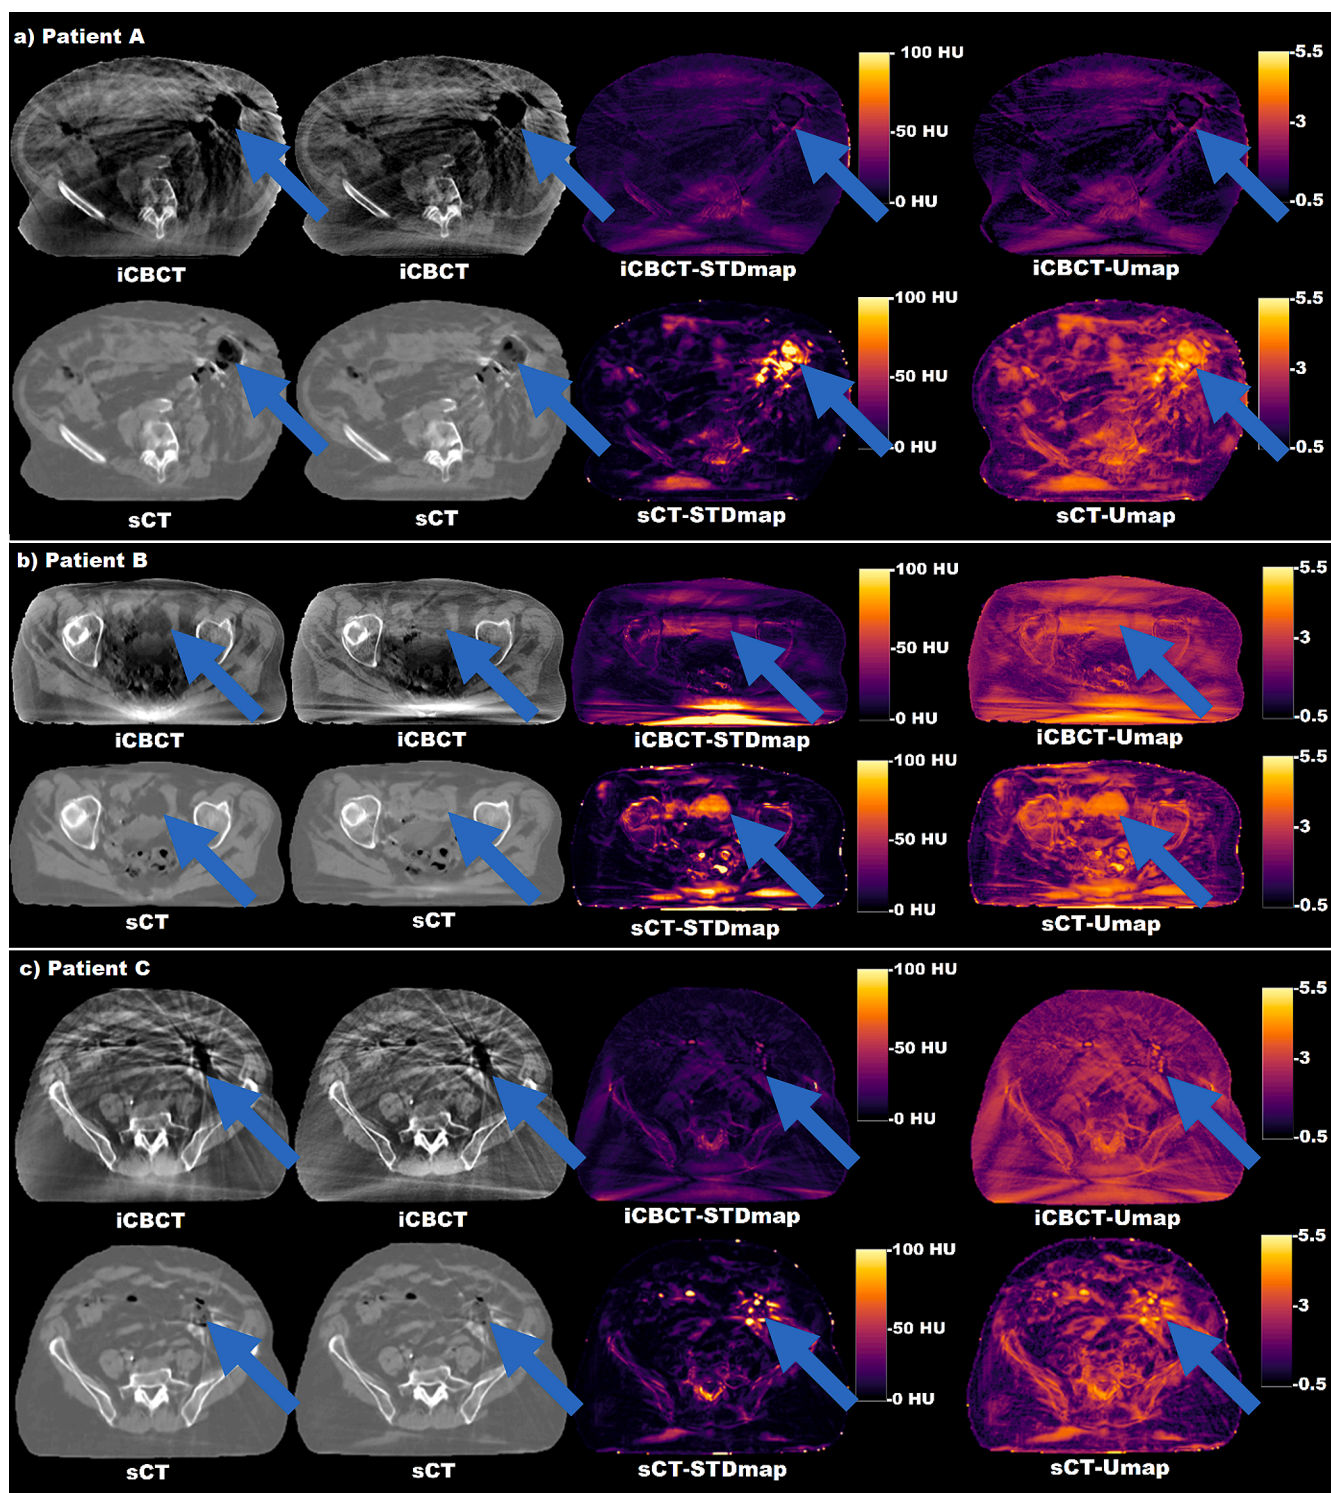 a) Patient A
100 HU
50 HU
0 HU
5.5
3
0.5
iCBCT
iCBCT
iCBCT-STDmap
iCBCT-Umap
100 HU
50 HU
0 HU
5.5
3
0.5
sCT
sCT
sCT-STDmap
sCT-Umap
b) Patient B
100 HU
50 HU
0 HU
5.5
3
0.5
iCBCT
iCBCT
iCBCT-STDmap
iCBCT-Umap
100 HU
50 HU
0 HU
5.5
3
0.5
sCT
sCT
sCT-STDmap
sCT-Umap
c) Patient C
100 HU
50 HU
0 HU
5.5
3
0.5
iCBCT
iCBCT
iCBCT-STDmap
iCBCT-Umap
100 HU
50 HU
0 HU
5.5
3
0.5
sCT
sCT
sCT-STDmap
sCT-Umap